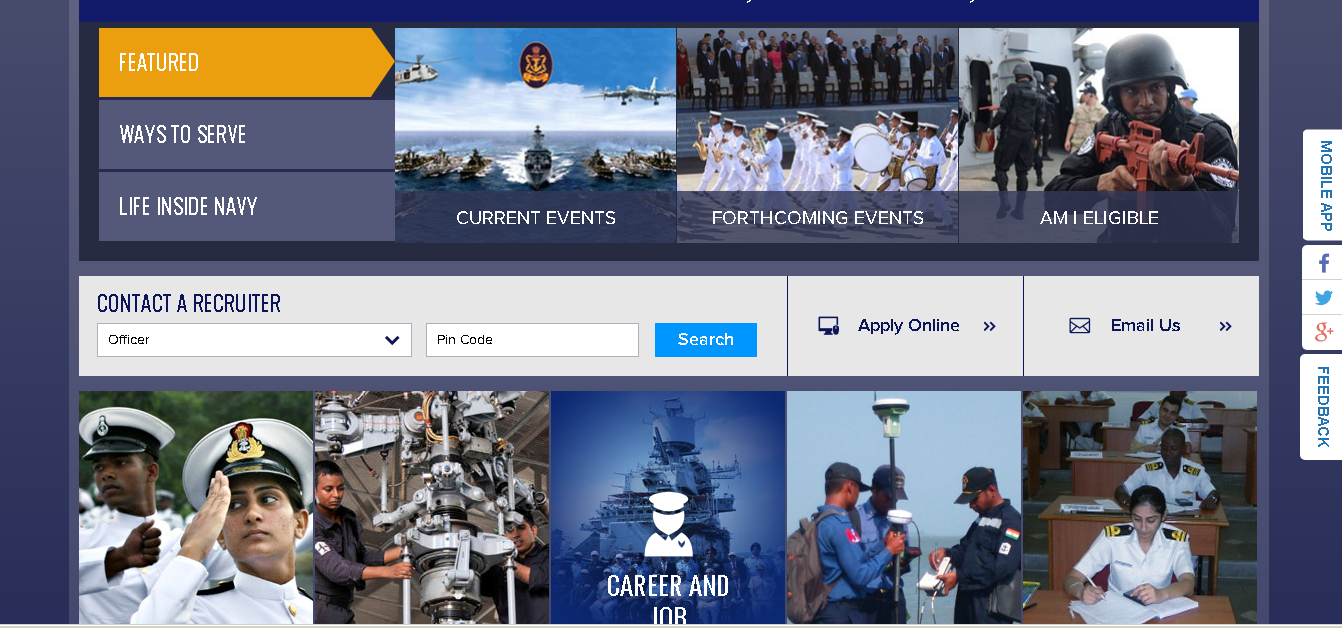 FEATURED
WAYS TO SERVE
LIFE INSIDE NAVY
CURRENT EVENTS
FORTHCOMING EVENTS
AM I ELIGIBLE
MOBILE APP
f
g+
FEEDBACK
CONTACT A RECRUITER
Officer
Pin Code
Search
Apply Online »
Email Us »
CAREER AND
JOB